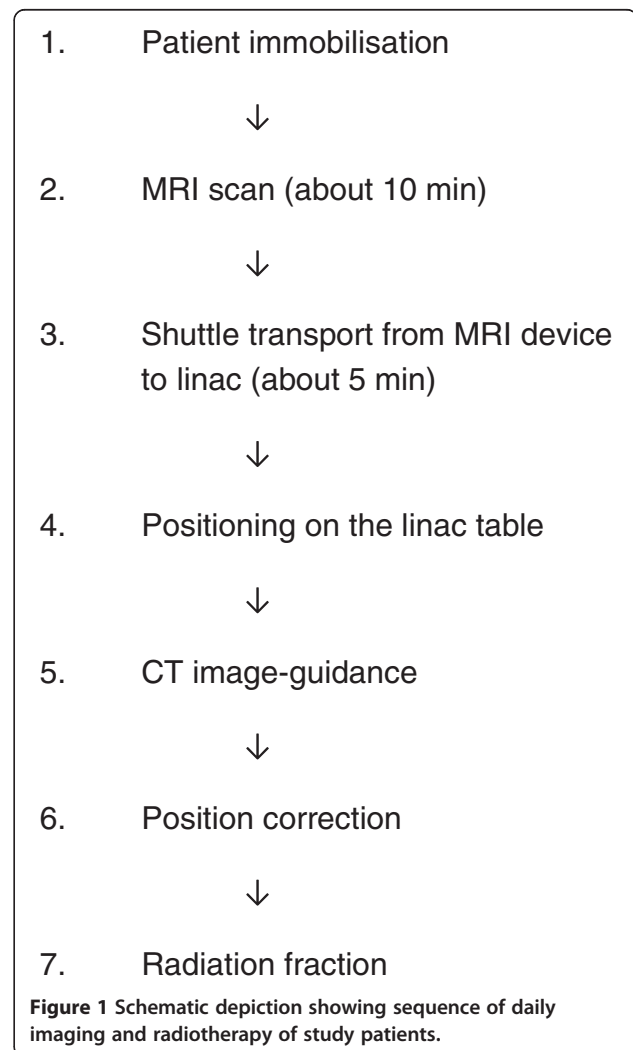 1. Patient immobilisation
↓
2. MRI scan (about 10 min)
↓
3. Shuttle transport from MRI device
to linac (about 5 min)
↓
4. Positioning on the linac table
↓
5. CT image-guidance
↓
6. Position correction
↓
7. Radiation fraction
Figure 1 Schematic depiction showing sequence of daily
imaging and radiotherapy of study patients.